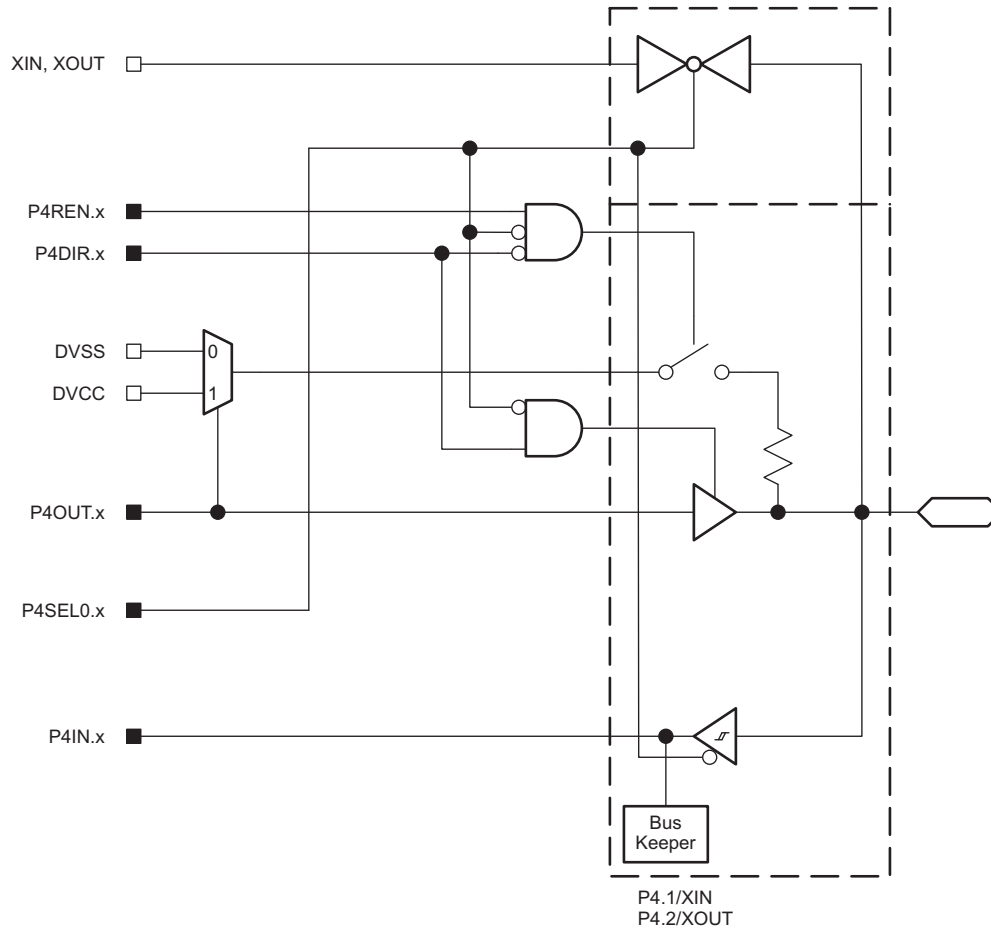 XIN, XOUT
P4REN.x
P4DIR.x
DVSS
0
DVCC
1
P4OUT.x
P4SEL0.x
P4IN.x
Bus
Keeper
P4.1/XIN
P4.2/XOUT